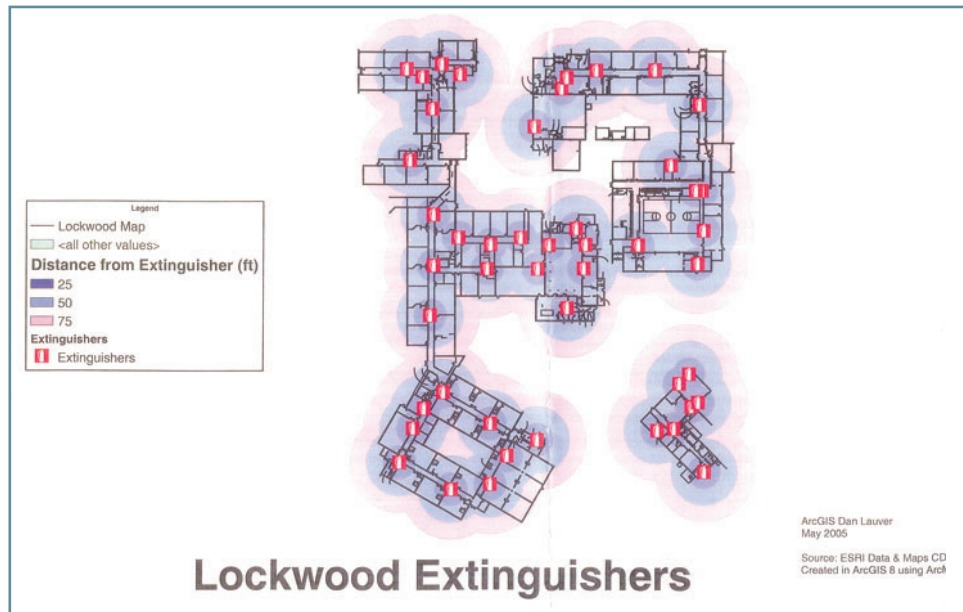 Legend
Lockwood Map
<all other values>
Distance from Extinguisher (ft)
25
50
75
Extinguishers
Extinguishers
ArcGIS Dan Lauver
May 2005
Source: ESRI Data & Maps CD
Created in ArcGIS 8 using
Lockwood Extinguishers